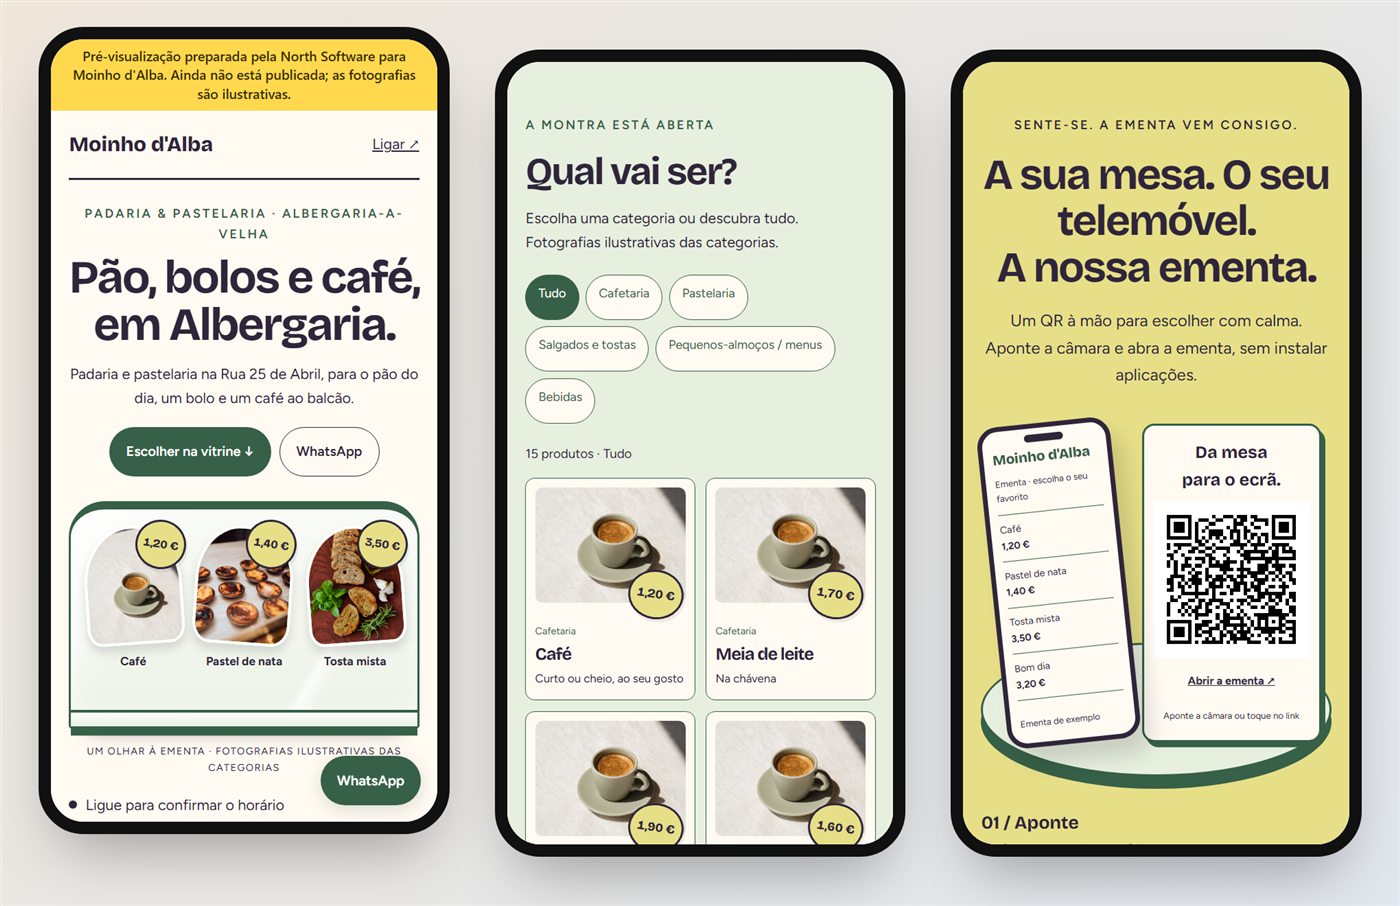 Pré-visualização preparada pela North Software para
Moinho d'Alba. Ainda não está publicada; as fotografias
são ilustrativas.
Moinho d'Alba
Ligar ↗
PADARIA & PASTELARIA · ALBERGARIA-A-
VELHA
Pão, bolos e café,
em Albergaria.
Padaria e pastelaria na Rua 25 de Abril, para o pão do
dia, um bolo e um café ao balcão.
Escolher na vitrine ↓
WhatsApp
1,20 €
1,40 €
3,50 €
Café
Pastel de nata
Tosta mista
UM OLHAR À EMENTA · FOTOGRAFIAS ILUSTRATIVAS DAS
CATEGORIAS
WhatsApp
Ligue para confirmar o horário
A MONTRA ESTÁ ABERTA
Qual vai ser?
Escolha uma categoria ou descubra tudo.
Fotografias ilustrativas das categorias.
Tudo
Cafetaria
Pastelaria
Salgados e tostas
Pequenos-almoços / menus
Bebidas
15 produtos · Tudo
1,20 €
1,70 €
Cafetaria
Cafetaria
Café
Meia de leite
Curto ou cheio, ao seu gosto
Na chávena
1,90 €
1,60 €
SENTE-SE. A EMENTA VEM CONSIGO.
A sua mesa. O seu
telemóvel.
A nossa ementa.
Um QR à mão para escolher com calma.
Aponte a câmara e abra a ementa, sem instalar
aplicações.
Moinho d'Alba
Ementa · escolha o seu
favorito
Café
1,20 €
Pastel de nata
1,40 €
Tosta mista
3,50 €
Bom dia
3,20 €
Ementa de exemplo
Da mesa
para o ecrã.
Abrir a ementa ↗
Aponte a câmara ou toque no link
01 / Aponte